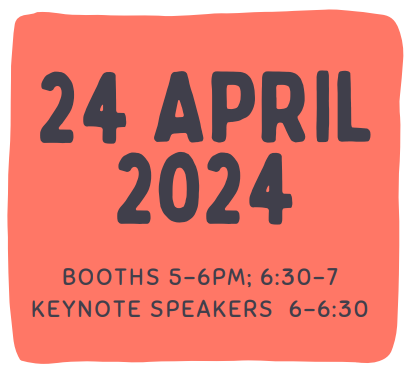 24 APRIL
2024
BOOTHS 5-6PM; 6:30-7
KEYNOTE SPEAKERS 6-6:30